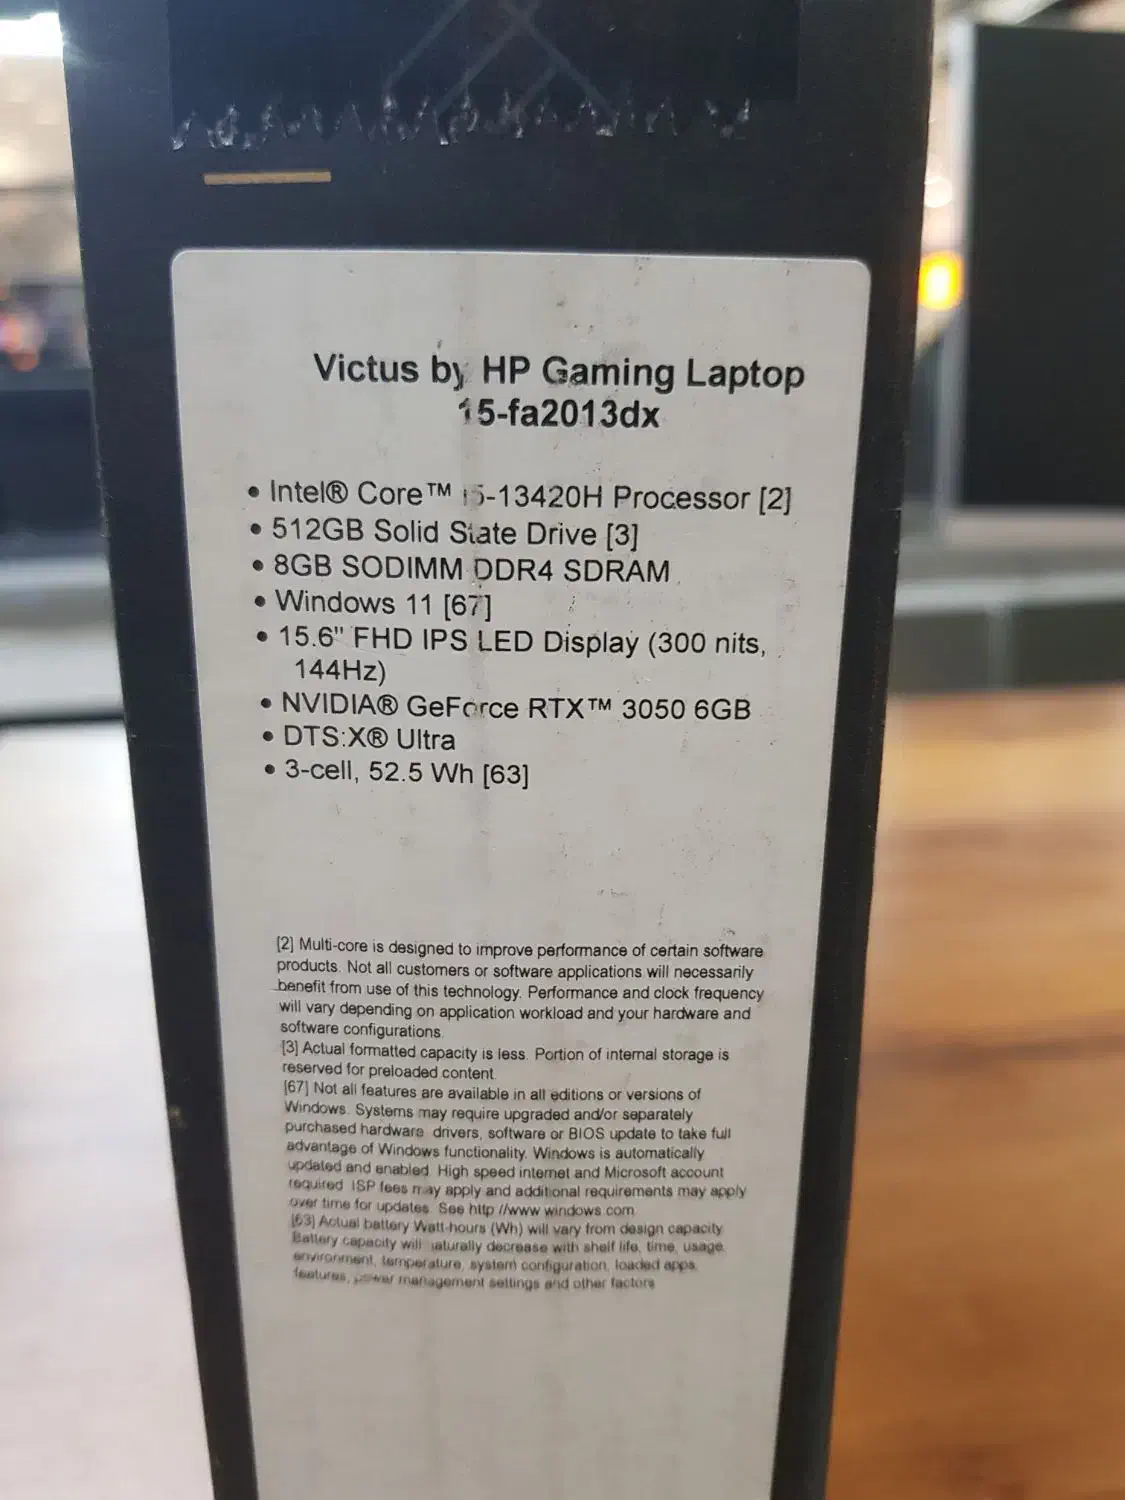 Victus by HP Gaming Laptop
15-fa2013dx
• Intel® Core™ i5-13420H Processor [2]
• 512GB Solid State Drive [3]
• 8GB SODIMM DDR4 SDRAM
• Windows 11 [67]
• 15.6" FHD IPS LED Display (300 nits,
144Hz)
• NVIDIA® GeForce RTX™ 3050 6GB
• DTS:X® Ultra
• 3-cell, 52.5 Wh [63]
[2] Multi-core is designed to improve performance of certain software
products. Not all customers or software applications will necessarily
benefit from use of this technology. Performance and clock frequency
will vary depending on application workload and your hardware and
software configurations.
[3] Actual formatted capacity is less. Portion of internal storage is
reserved for preloaded content.
[67] Not all features are available in all editions or versions of
Windows. Systems may require upgraded and/or separately
purchased hardware, drivers, software or BIOS update to take full
advantage of Windows functionality. Windows is automatically
updated and enabled. High speed internet and Microsoft account
required. ISP fees may apply and additional requirements may apply
over time for updates. See http://www.windows.com.
[63] Actual battery Watt-hours (Wh) will vary from design capacity.
Battery capacity will naturally decrease with shelf life, time, usage,
environment, temperature, system configuration, loaded apps,
features, power management settings and other factors.